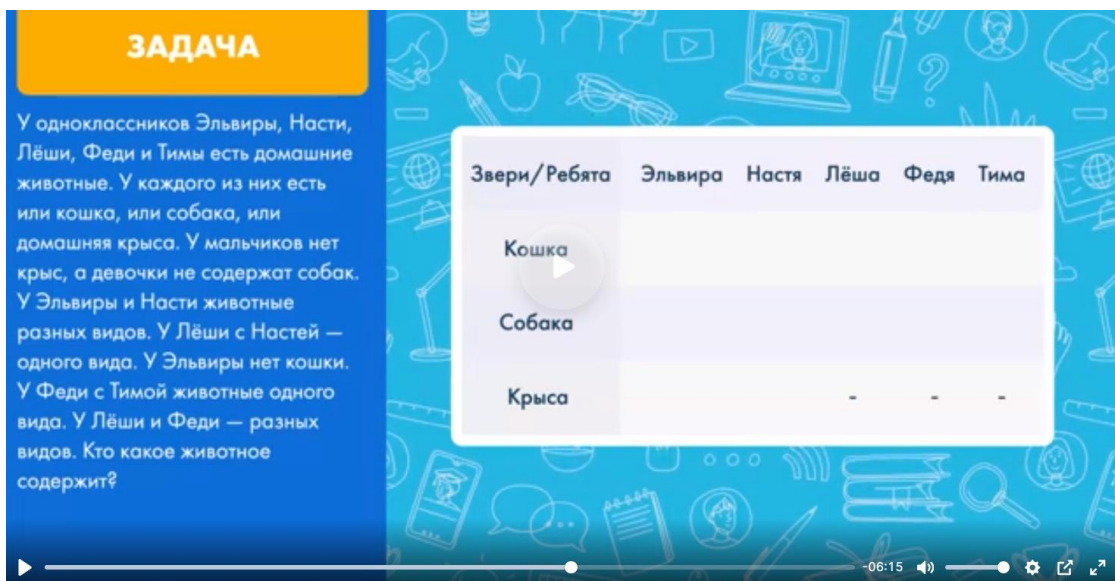 ЗАДАЧА
У одноклассников Эльвиры, Насти,
Лёши, Феди и Тимы есть домашние
животные. У каждого из них есть
или кошка, или собака, или
домашняя крыса. У мальчиков нет
крыс, а девочки не содержат собак.
У Эльвиры и Насти животные
разных видов. У Лёши с Настей —
одного вида. У Эльвиры нет кошки.
У Феди с Тимой животные одного
вида. У Лёши и Феди — разных
видов. Кто какое животное
содержит?
Звери/Ребята Эльвира Настя Лёша Федя Тима
Кошка
Собака
Крыса - - -
-06:15